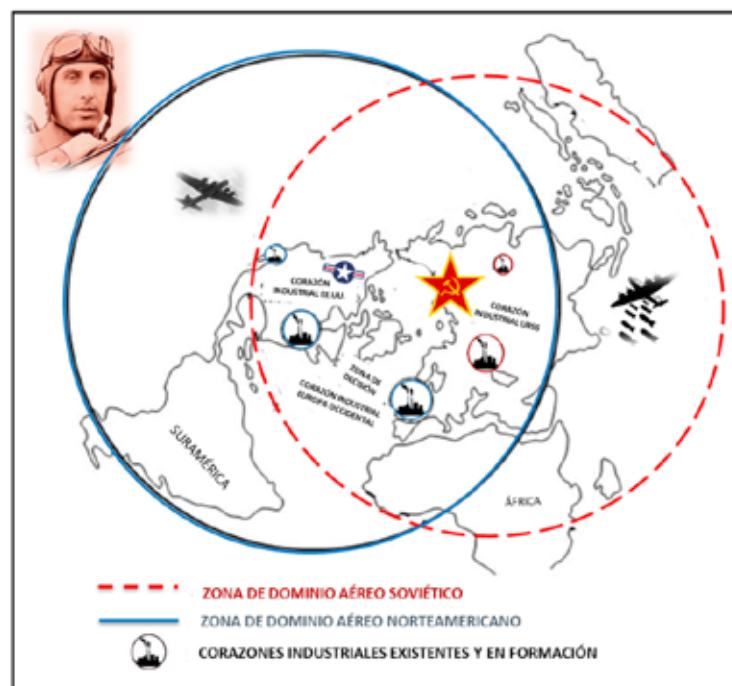 CORAZÓN
INDUSTRIAL EE.UU.
CORAZÓN
INDUSTRIAL URSS
ZONA DE
DECISIÓN
CORAZÓN INDUSTRIAL
EUROPA OCCIDENTAL
SURAMÉRICA
ÁFRICA
ZONA DE DOMINIO AÉREO SOVIÉTICO
ZONA DE DOMINIO AÉREO NORTEAMERICANO
CORAZONES INDUSTRIALES EXISTENTES Y EN FORMACIÓN